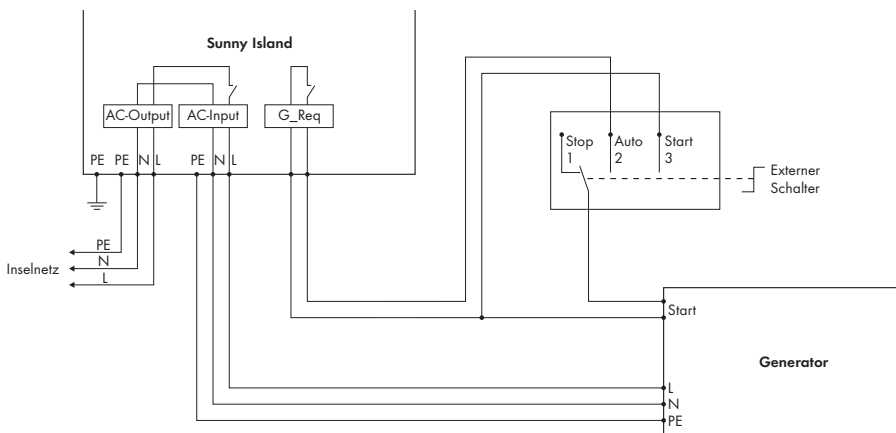 Sunny Island
AC-Output
AC-Input
G_Req
PE
PE
N
L
PE
N
L
Stop
1
Auto
2
Start
3
Externer
Schalter
PE
N
L
Inselnetz
Start
Generator
L
N
PE